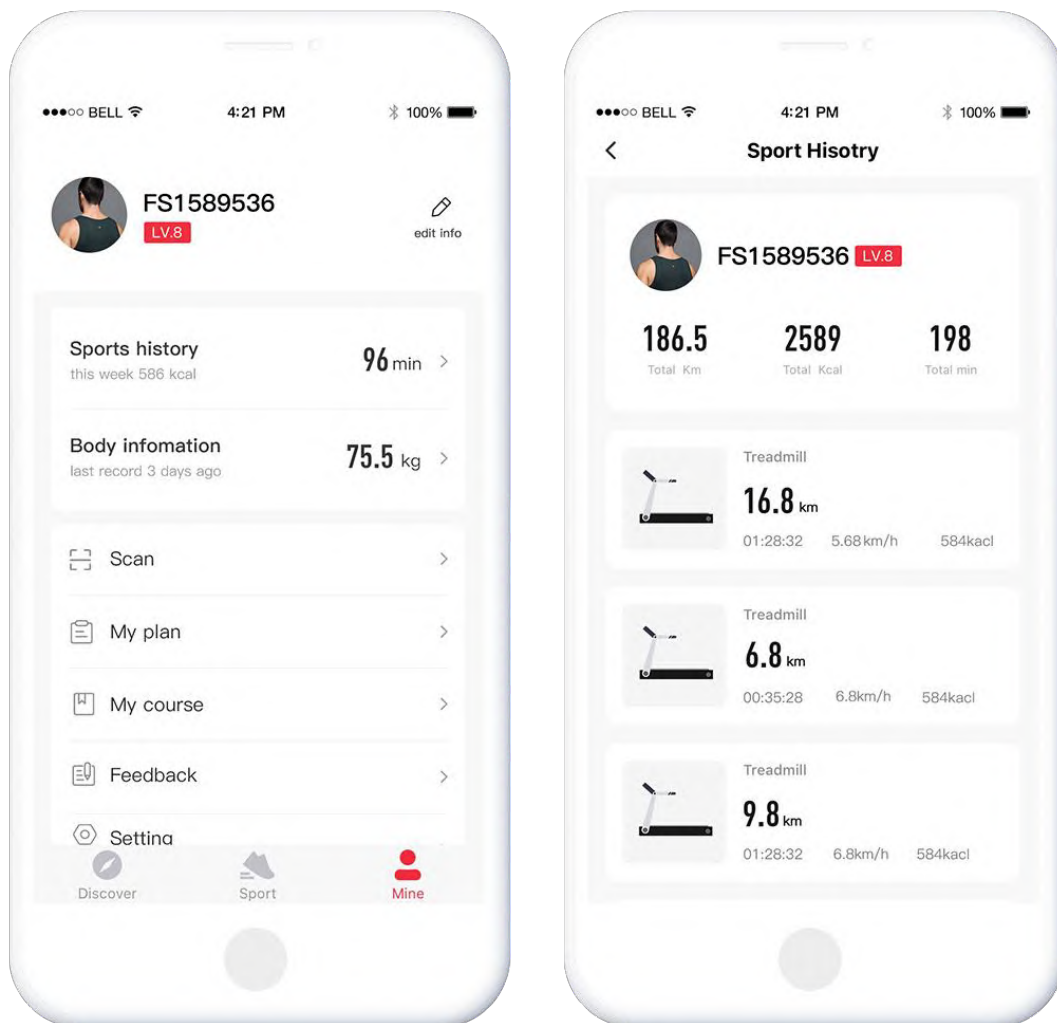 BELL 4:21 PM 100%
FS1589536
LV.8
edit info
Sports history
this week 586 kcal
96 min
Body infomation
last record 3 days ago
75.5 kg
Scan
My plan
My course
Feedback
Setting
Discover Sport Mine
BELL 4:21 PM 100%
Sport Hisotry
FS1589536 LV.8
186.5 2589 198
Total Km Total Kcal Total min
Treadmill
16.8 km
01:28:32 5.68km/h 584kacl
Treadmill
6.8 km
00:35:28 6.8km/h 584kacl
Treadmill
9.8 km
01:28:32 6.8km/h 584kacl